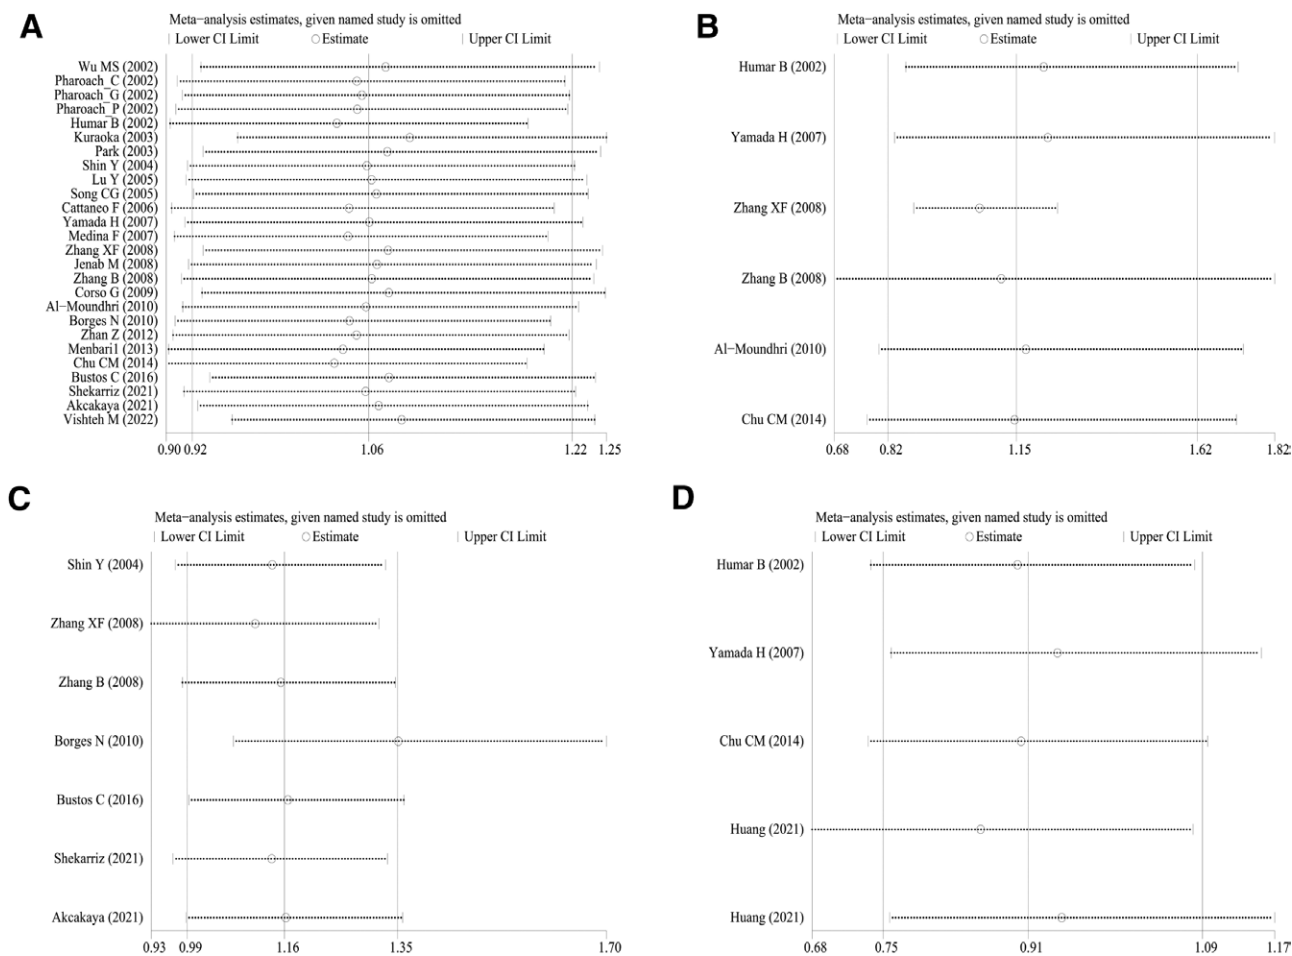 A
Meta−analysis estimates, given named study is omitted
| Lower CI Limit ○ Estimate | Upper CI Limit
Wu MS (2002)
Pharoach_C (2002)
Pharoach_G (2002)
Pharoach_P (2002)
Humar B (2002)
Kuraoka (2003)
Park (2003)
Shin Y (2004)
Lu Y (2005)
Song CG (2005)
Cattaneo F (2006)
Yamada H (2007)
Medina F (2007)
Zhang XF (2008)
Jenab M (2008)
Zhang B (2008)
Corso G (2009)
Al−Moundhri (2010)
Borges N (2010)
Zhan Z (2012)
Menbari1 (2013)
Chu CM (2014)
Bustos C (2016)
Shekarriz (2021)
Akcakaya (2021)
Vishteh M (2022)
0.90 0.92 1.06 1.22 1.25
B
Meta−analysis estimates, given named study is omitted
| Lower CI Limit ○ Estimate | Upper CI Limit
Humar B (2002)
Yamada H (2007)
Zhang XF (2008)
Zhang B (2008)
Al−Moundhri (2010)
Chu CM (2014)
0.68 0.82 1.15 1.62 1.82
C
Meta−analysis estimates, given named study is omitted
| Lower CI Limit ○ Estimate | Upper CI Limit
Shin Y (2004)
Zhang XF (2008)
Zhang B (2008)
Borges N (2010)
Bustos C (2016)
Shekarriz (2021)
Akcakaya (2021)
0.93 0.99 1.16 1.35 1.70
D
Meta−analysis estimates, given named study is omitted
| Lower CI Limit ○ Estimate | Upper CI Limit
Humar B (2002)
Yamada H (2007)
Chu CM (2014)
Huang (2021)
Huang (2021)
0.68 0.75 0.91 1.09 1.17